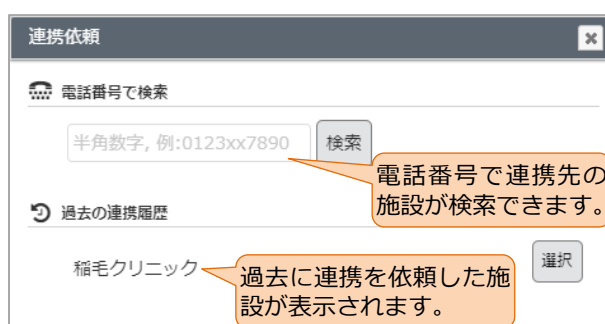 連携依頼
電話番号で検索
半角数字, 例:0123xx7890
検索
電話番号で連携先の
施設が検索できます。
過去の連携履歴
稲毛クリニック
選択
過去に連携を依頼した施
設が表示されます。